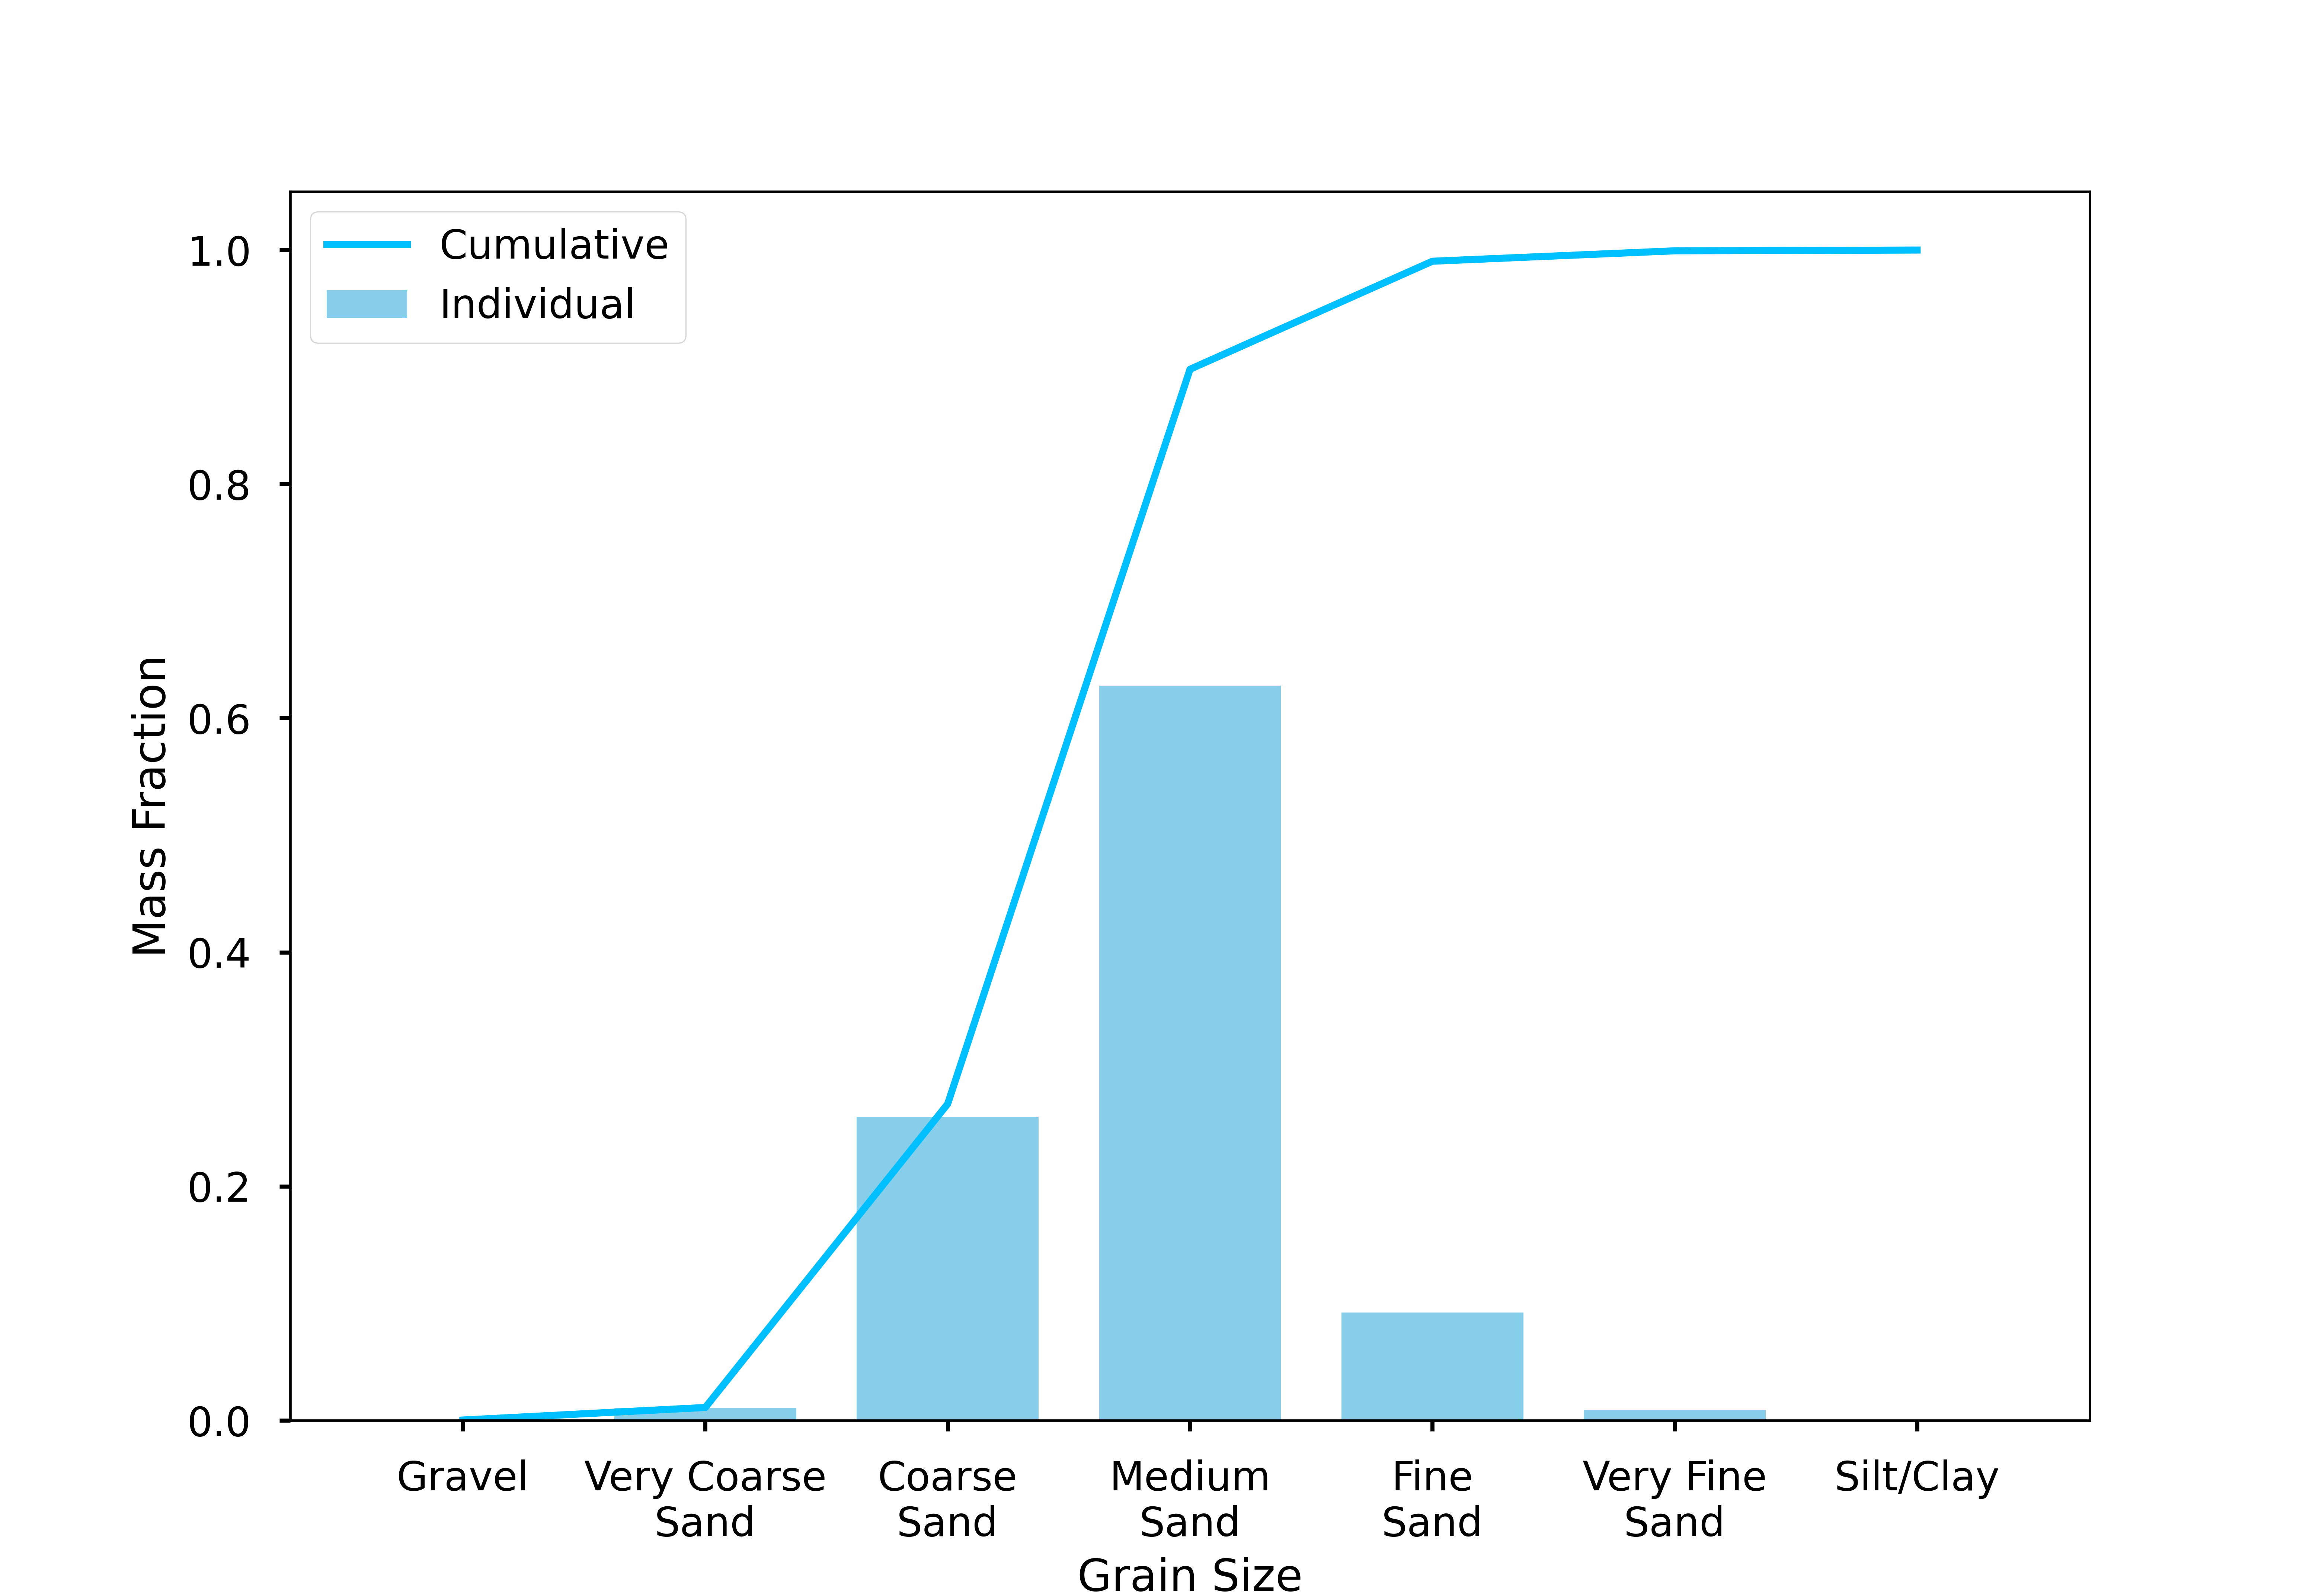 Cumulative
Individual
1.0
0.8
0.6
0.4
0.2
0.0
Mass Fraction
Gravel
Very Coarse
Sand
Coarse
Sand
Medium
Sand
Fine
Sand
Very Fine
Sand
Silt/Clay
Grain Size